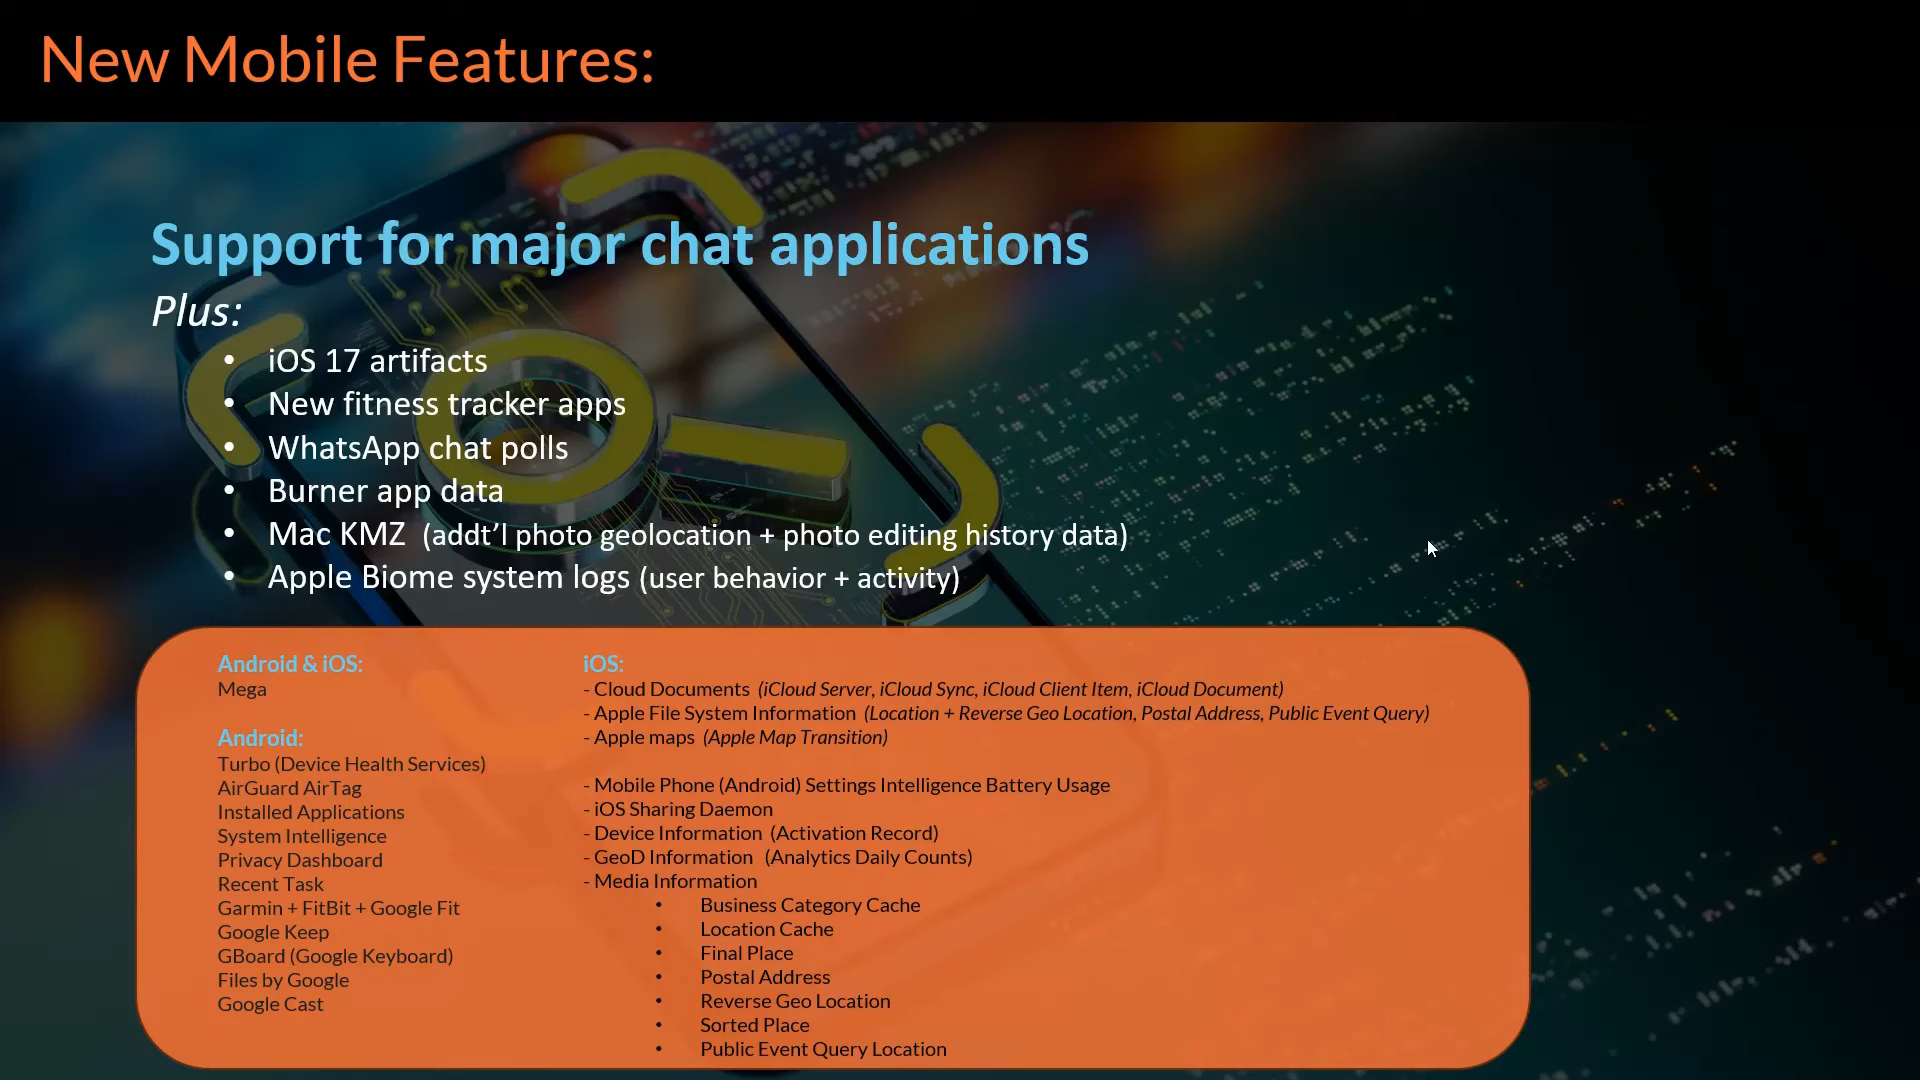 New Mobile Features:
Support for major chat applications
Plus:
• iOS 17 artifacts
• New fitness tracker apps
• WhatsApp chat polls
• Burner app data
• Mac KMZ (addt’l photo geolocation + photo editing history data)
• Apple Biome system logs (user behavior + activity)
Android & iOS:
Mega
Android:
Turbo (Device Health Services)
AirGuard AirTag
Installed Applications
System Intelligence
Privacy Dashboard
Recent Task
Garmin + FitBit + Google Fit
Google Keep
GBoard (Google Keyboard)
Files by Google
Google Cast
iOS:
- Cloud Documents (iCloud Server, iCloud Sync, iCloud Client Item, iCloud Document)
- Apple File System Information (Location + Reverse Geo Location, Postal Address, Public Event Query)
- Apple maps (Apple Map Transition)
- Mobile Phone (Android) Settings Intelligence Battery Usage
- iOS Sharing Daemon
- Device Information (Activation Record)
- GeoD Information (Analytics Daily Counts)
- Media Information
• Business Category Cache
• Location Cache
• Final Place
• Postal Address
• Reverse Geo Location
• Sorted Place
• Public Event Query Location